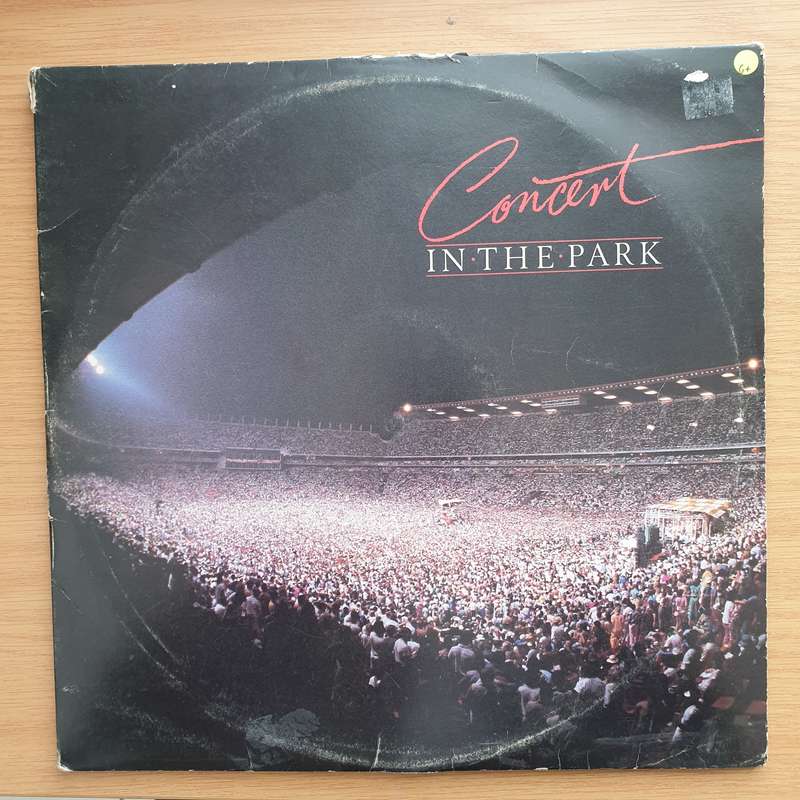 G+
Concert
IN·THE·PARK